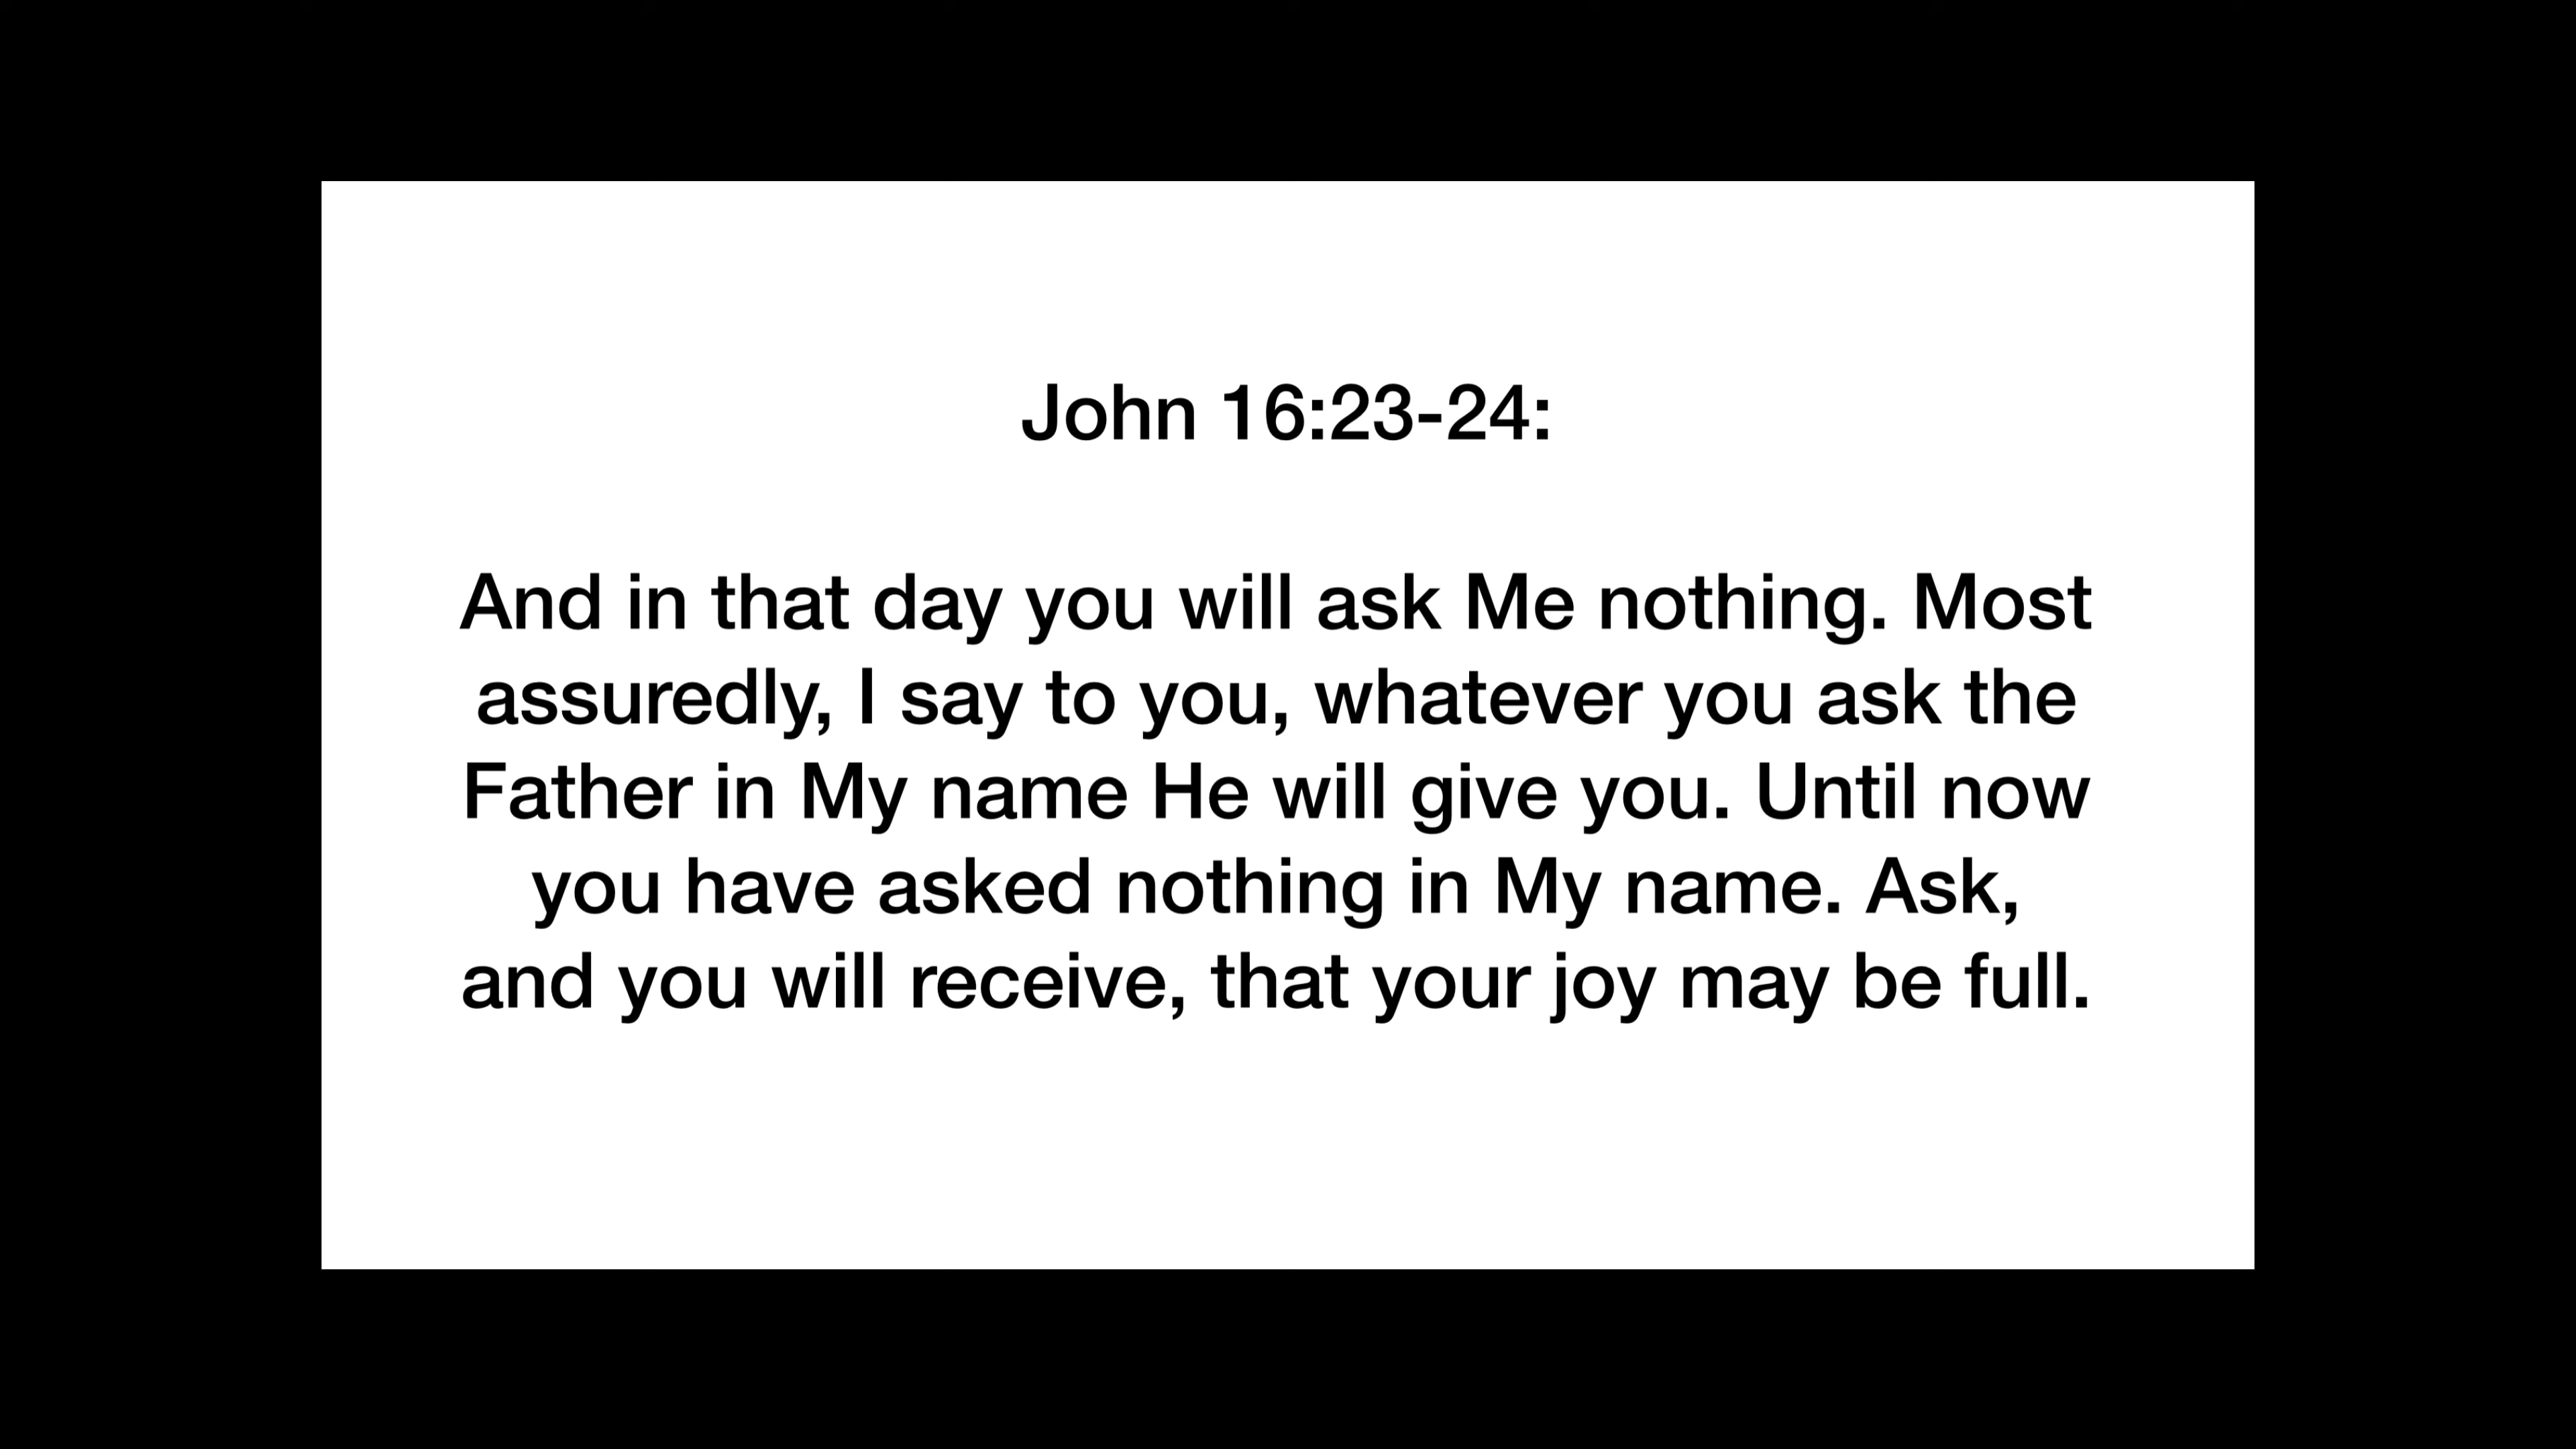 John 16:23-24:
And in that day you will ask Me nothing. Most
assuredly, I say to you, whatever you ask the
Father in My name He will give you. Until now
you have asked nothing in My name. Ask,
and you will receive, that your joy may be full.